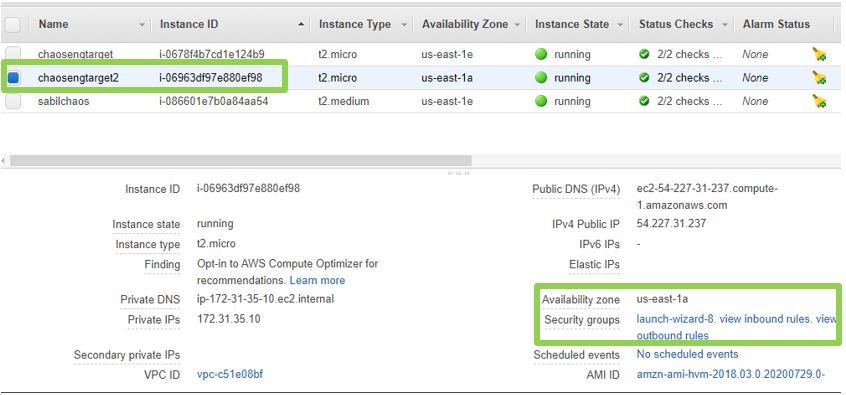 Name Instance ID Instance Type Availability Zone Instance State Status Checks Alarm Status
chaosengtarget i-0678f4b7cd1e124b9 t2.micro us-east-1e running 2/2 checks ... None
chaosengtarget2 i-06963df97e880ef98 t2.micro us-east-1a running 2/2 checks ... None
sabilchaos i-086601e7b0a84aa54 t2.medium us-east-1e running 2/2 checks ... None
Instance ID i-06963df97e880ef98
Instance state running
Instance type t2.micro
Finding Opt-in to AWS Compute Optimizer for
recommendations. Learn more
Private DNS ip-172-31-35-10.ec2.internal
Private IPs 172.31.35.10
Secondary private IPs
VPC ID vpc-c51e08bf
Public DNS (IPv4) ec2-54-227-31-237.compute-
1.amazonaws.com
IPv4 Public IP 54.227.31.237
IPv6 IPs -
Elastic IPs
Availability zone us-east-1a
Security groups launch-wizard-8. view inbound rules. view
outbound rules
Scheduled events No scheduled events
AMI ID amzn-ami-hvm-2018.03.0.20200729.0-